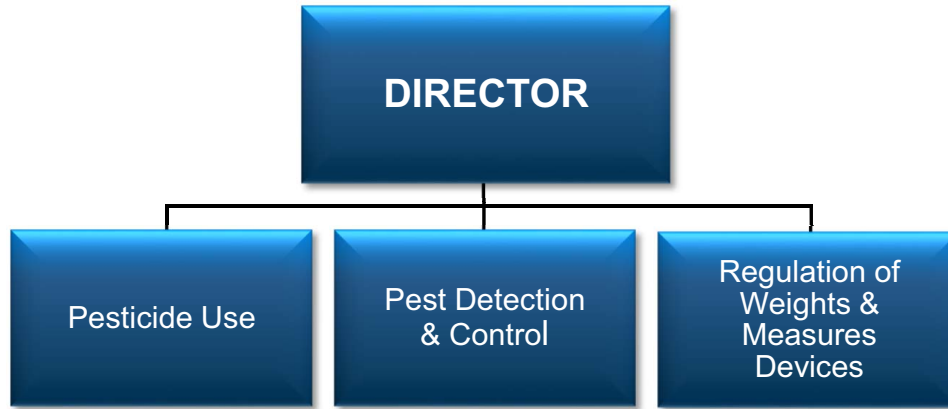 DIRECTOR
Pesticide Use
Pest Detection
& Control
Regulation of
Weights &
Measures
Devices